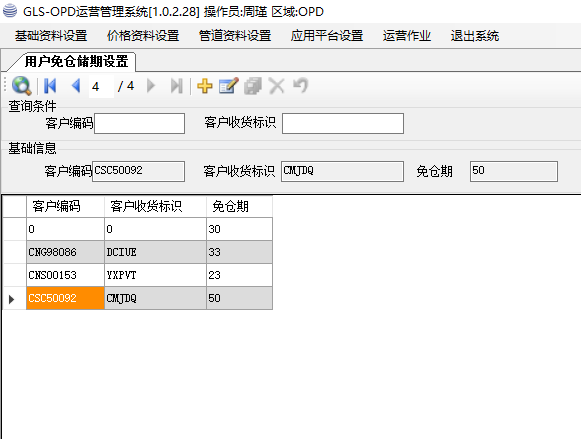 GLS-OPD运营管理系统[1.0.2.28] 操作员:周瑾 区域:OPD
基础资料设置 价格资料设置 管道资料设置 应用平台设置 运营作业 退出系统
用户免仓储期设置
4 / 4
查询条件
客户编码 客户收货标识
基础信息
客户编码 CSC50092 客户收货标识 CMJDQ 免仓期 50
客户编码 客户收货标识 免仓期
0 0 30
CNG98086 DCIUE 33
CNS00153 YXPVT 23
CSC50092 CMJDQ 50